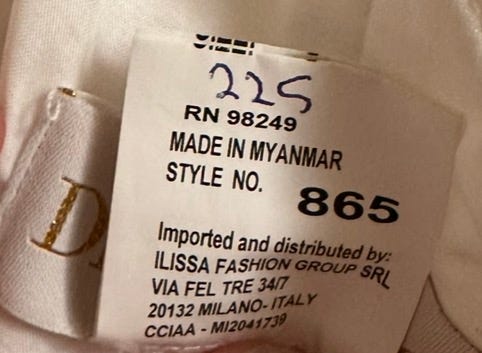 SIZE:
225
RN 98249
MADE IN MYANMAR
STYLE NO. 865
Imported and distributed by:
ILISSA FASHION GROUP SRL
VIA FEL TRE 34/7
20132 MILANO- ITALY
CCIAA - MI2041739
D